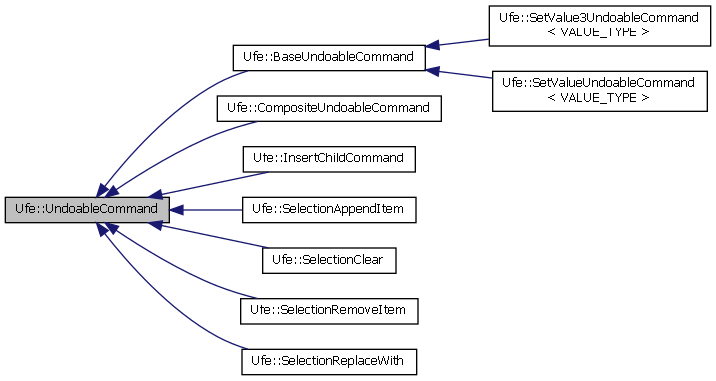 Ufe::SetValue3UndoableCommand
< VALUE_TYPE >
Ufe::BaseUndoableCommand
Ufe::SetValueUndoableCommand
< VALUE_TYPE >
Ufe::CompositeUndoableCommand
Ufe::InsertChildCommand
Ufe::UndoableCommand
Ufe::SelectionAppendItem
Ufe::SelectionClear
Ufe::SelectionRemoveItem
Ufe::SelectionReplaceWith